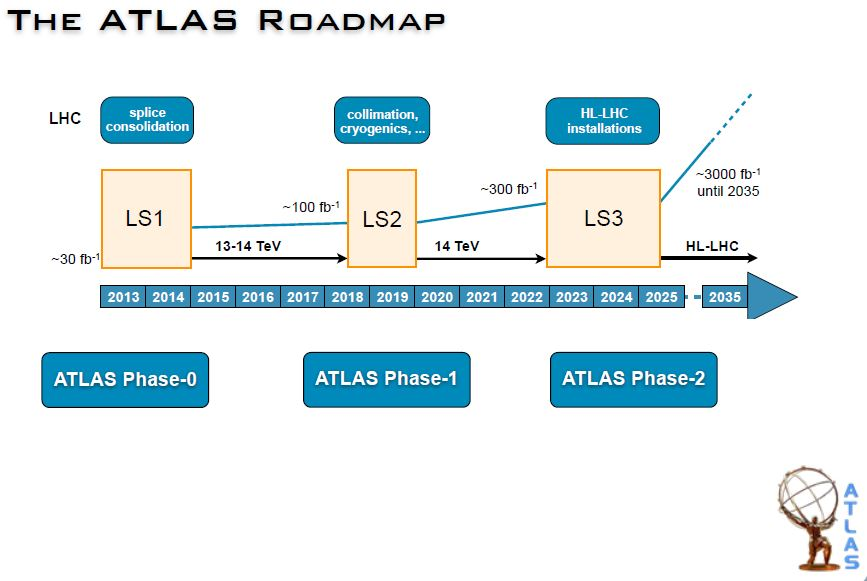 THE ATLAS ROADMAP
LHC
splice
consolidation
collimation,
cryogenics, ...
HL-LHC
installations
~3000 fb-1
until 2035
~300 fb-1
~100 fb-1
LS1
LS2
LS3
~30 fb-1
13-14 TeV
14 TeV
HL-LHC
2013 2014 2015 2016 2017 2018 2019 2020 2021 2022 2023 2024 2025 2035
ATLAS Phase-0
ATLAS Phase-1
ATLAS Phase-2
ATLAS